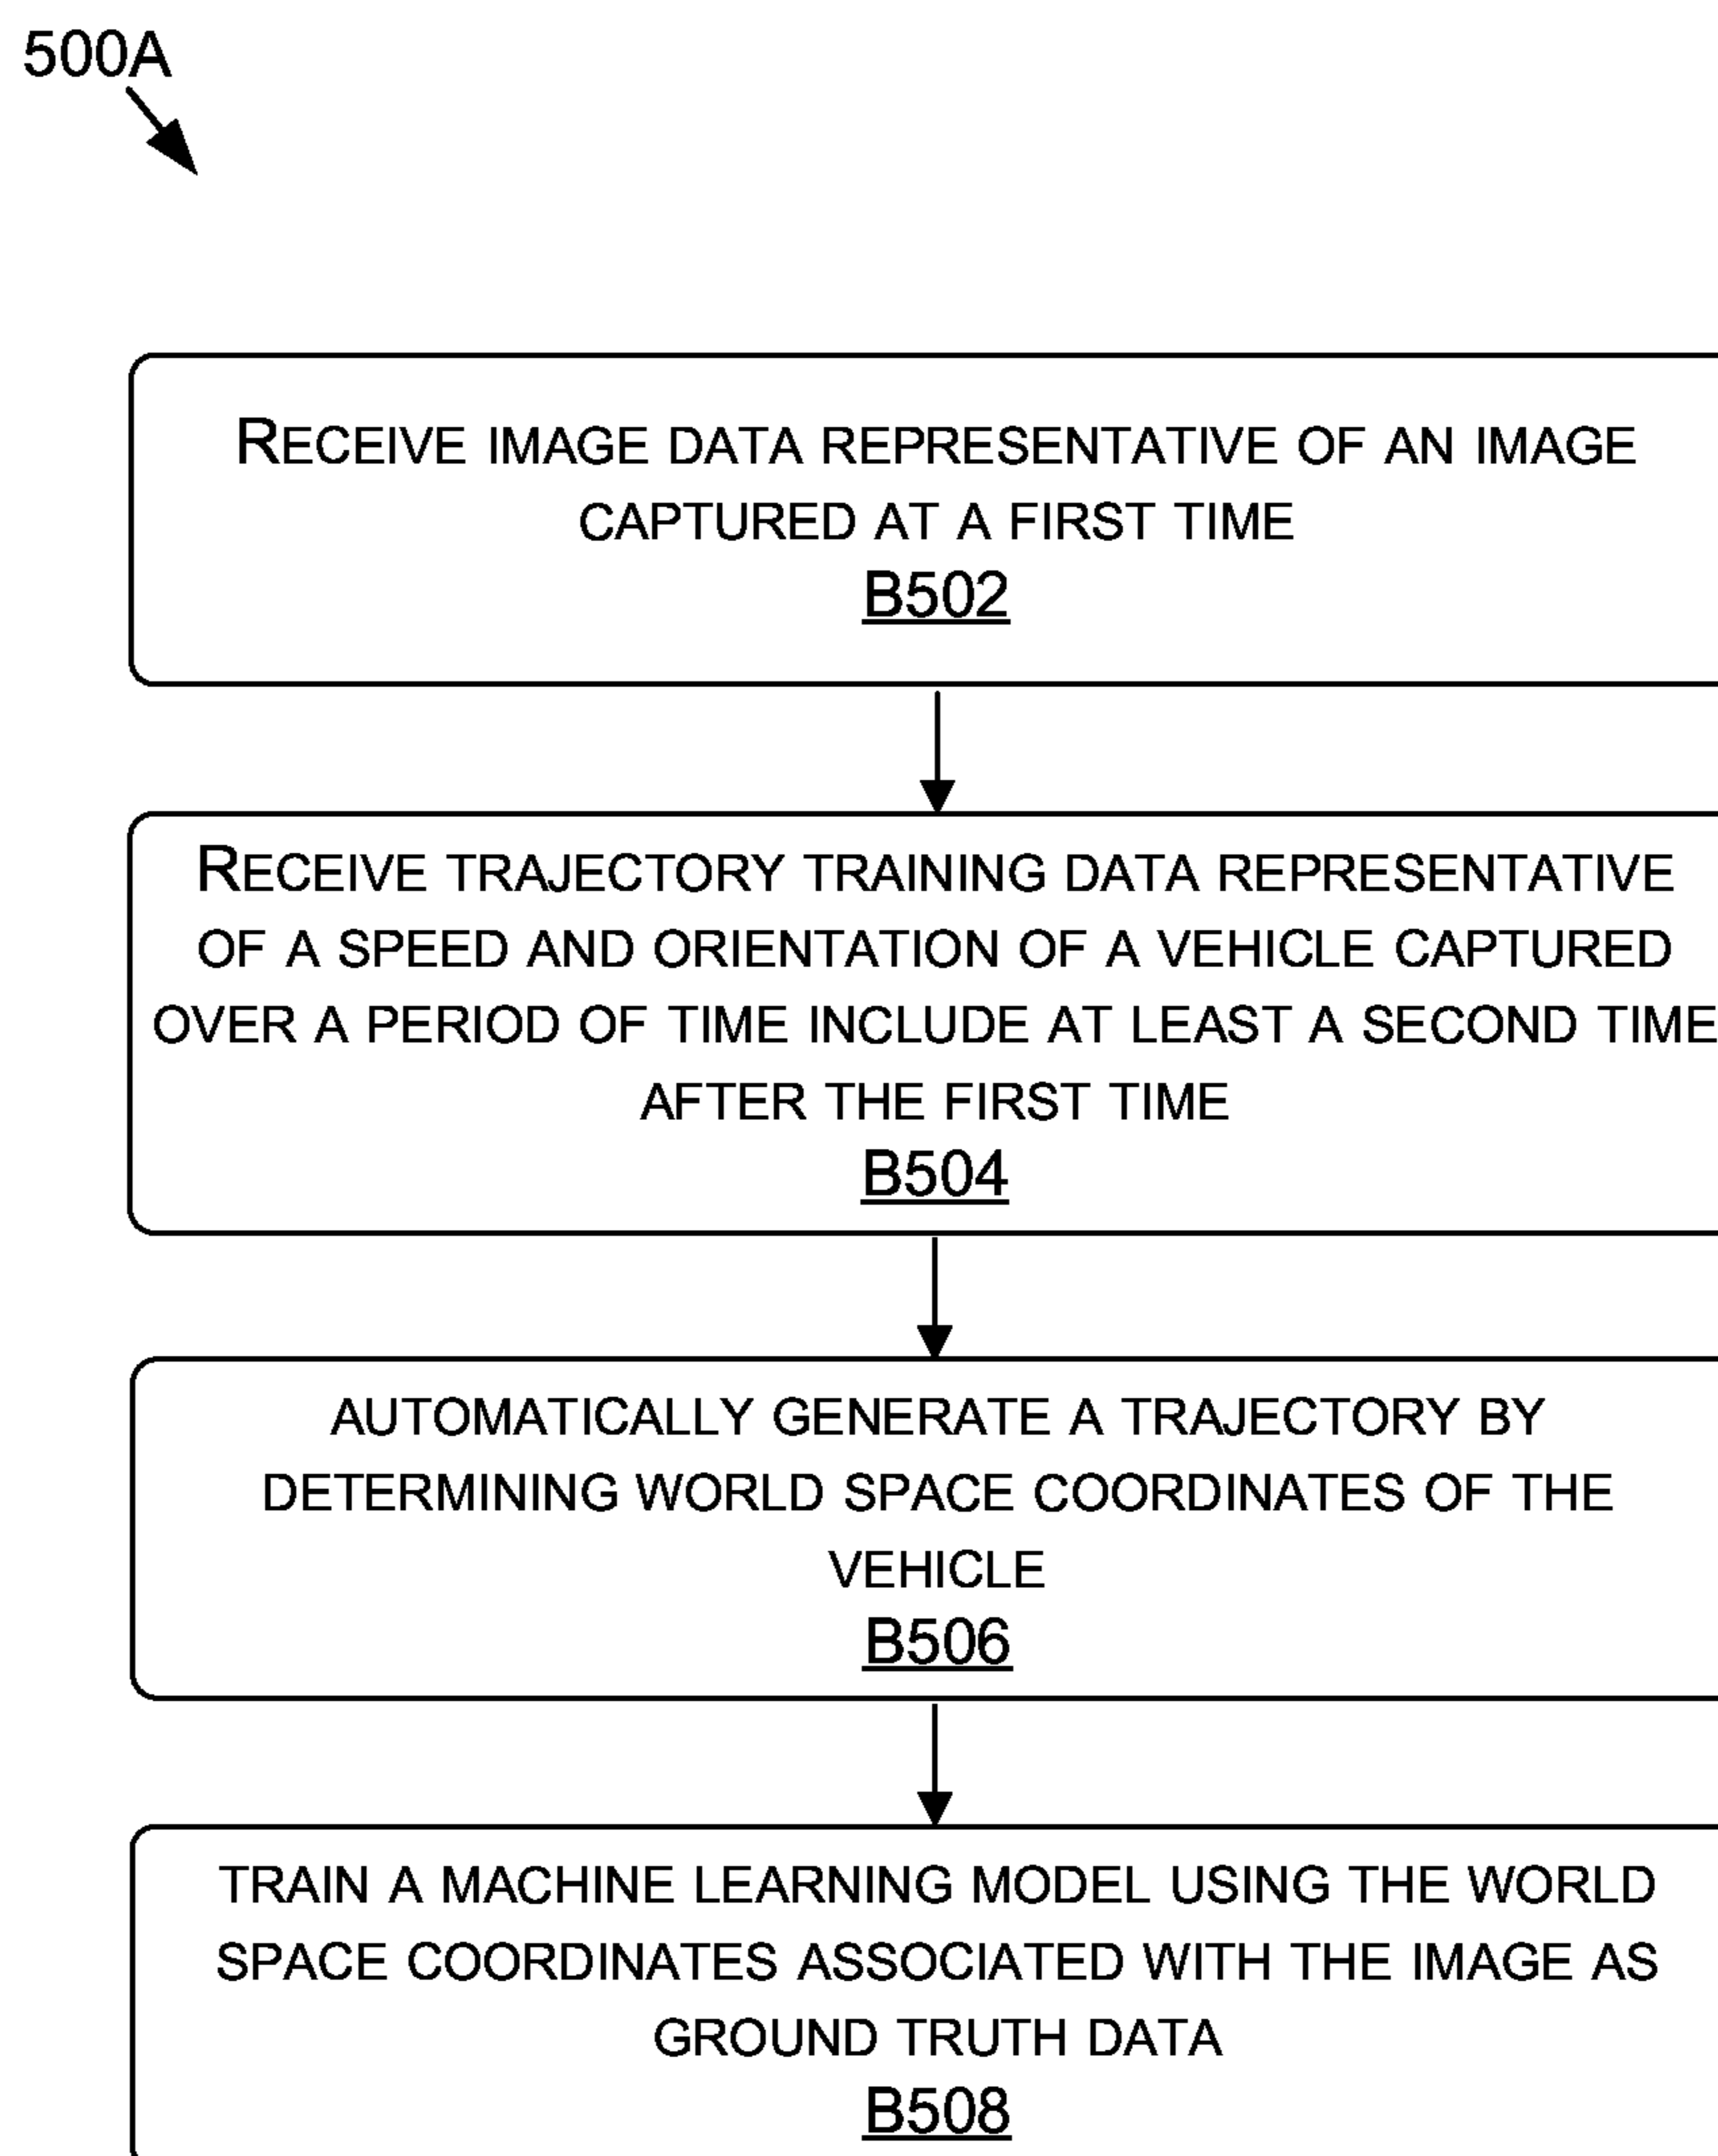 500A
RECEIVE IMAGE DATA REPRESENTATIVE OF AN IMAGE
CAPTURED AT A FIRST TIME
B502
RECEIVE TRAJECTORY TRAINING DATA REPRESENTATIVE
OF A SPEED AND ORIENTATION OF A VEHICLE CAPTURED
OVER A PERIOD OF TIME INCLUDE AT LEAST A SECOND TIME
AFTER THE FIRST TIME
B504
AUTOMATICALLY GENERATE A TRAJECTORY BY
DETERMINING WORLD SPACE COORDINATES OF THE
VEHICLE
B506
TRAIN A MACHINE LEARNING MODEL USING THE WORLD
SPACE COORDINATES ASSOCIATED WITH THE IMAGE AS
GROUND TRUTH DATA
B508